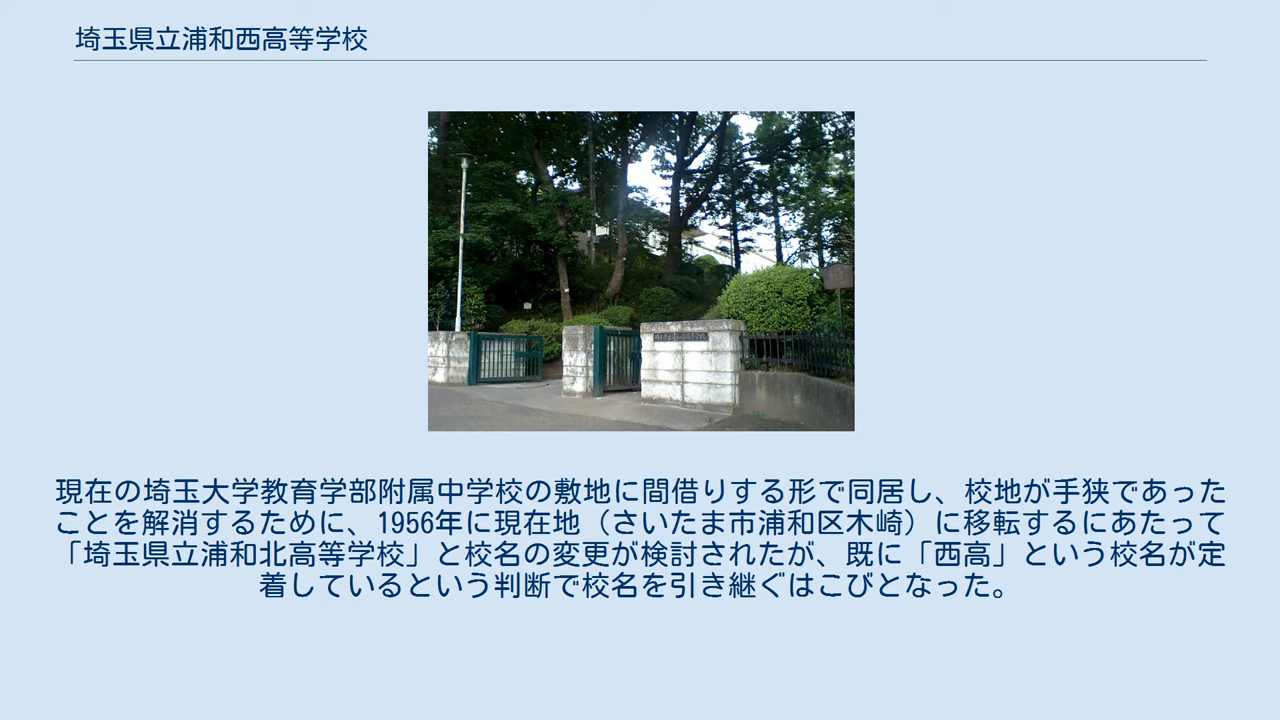 埼玉県立浦和西高等学校
現在の埼玉大学教育学部附属中学校の敷地に間借りする形で同居し、校地が手狭であった
ことを解消するために、1956年に現在地（さいたま市浦和区木崎）に移転するにあたって
「埼玉県立浦和北高等学校」と校名の変更が検討されたが、既に「西高」という校名が定
着しているという判断で校名を引き継ぐはこびとなった。